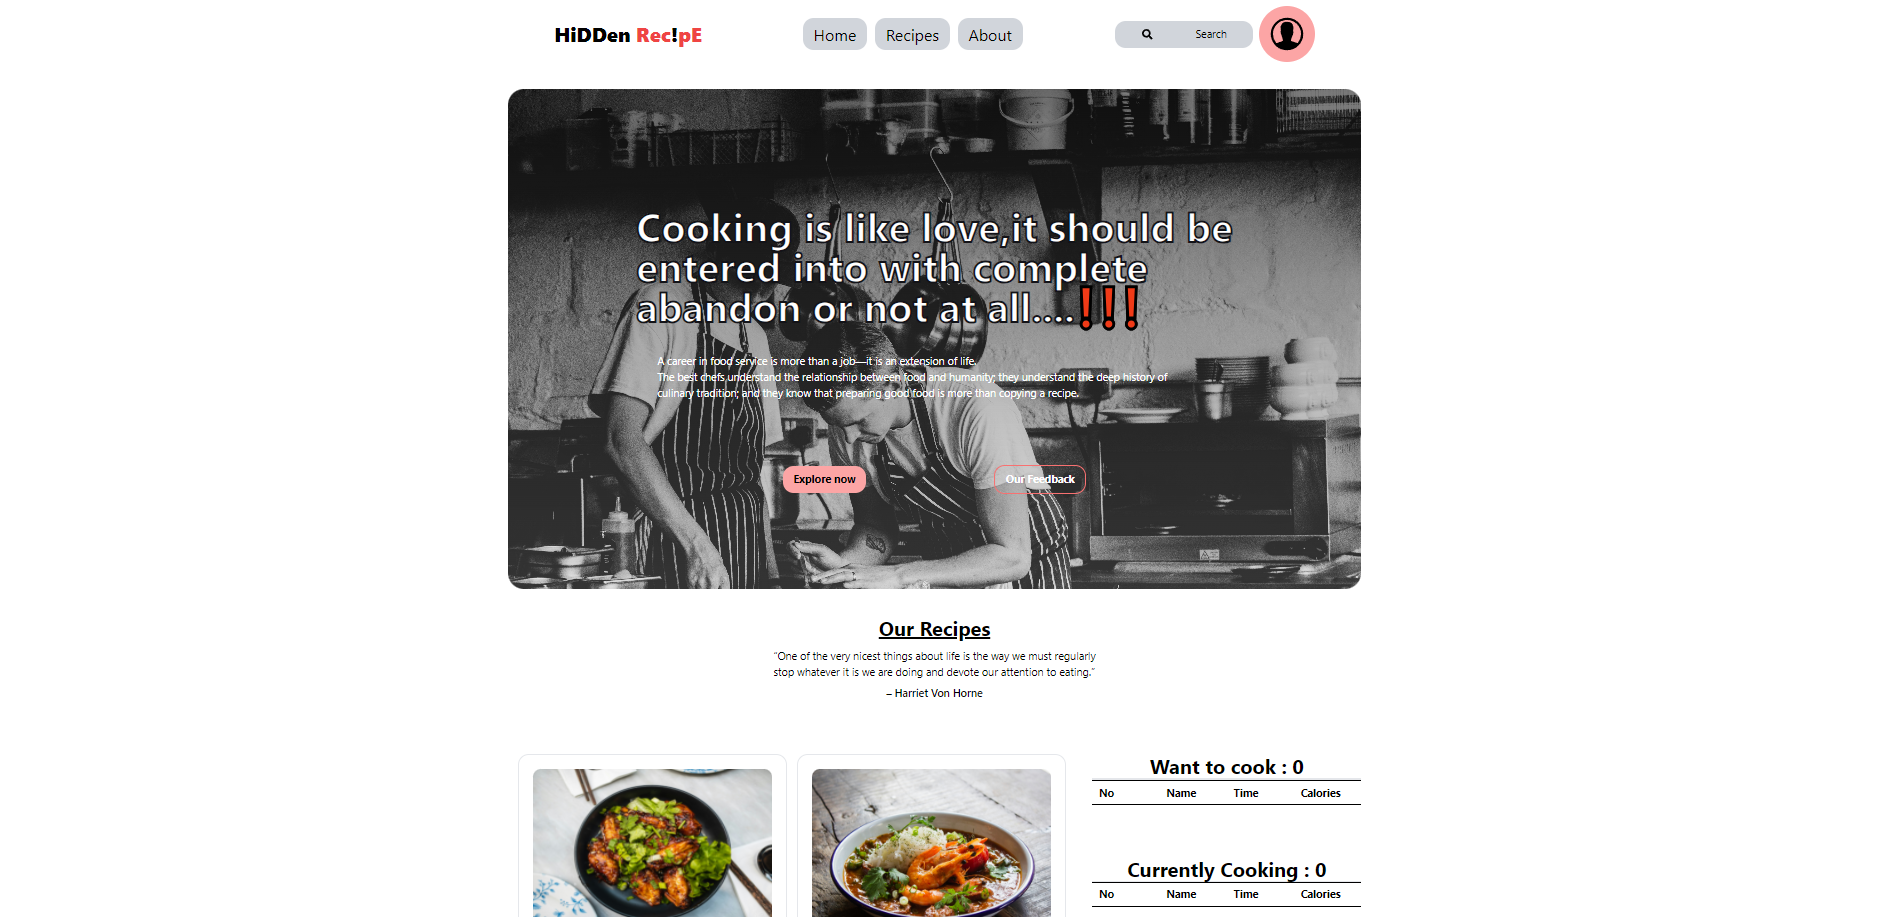 HiDDen Rec!pE
Home
Recipes
About
Search
Cooking is like love,it should be
entered into with complete
abandon or not at all....❗❗❗
A career in food service is more than a job—it is an extension of life.
The best chefs understand the relationship between food and humanity; they understand the deep history of
culinary tradition; and they know that preparing good food is more than copying a recipe.
Explore now
Our Feedback
Our Recipes
“One of the very nicest things about life is the way we must regularly
stop whatever it is we are doing and devote our attention to eating.”
– Harriet Von Horne
Want to cook : 0
No Name Time Calories
Currently Cooking : 0
No Name Time Calories